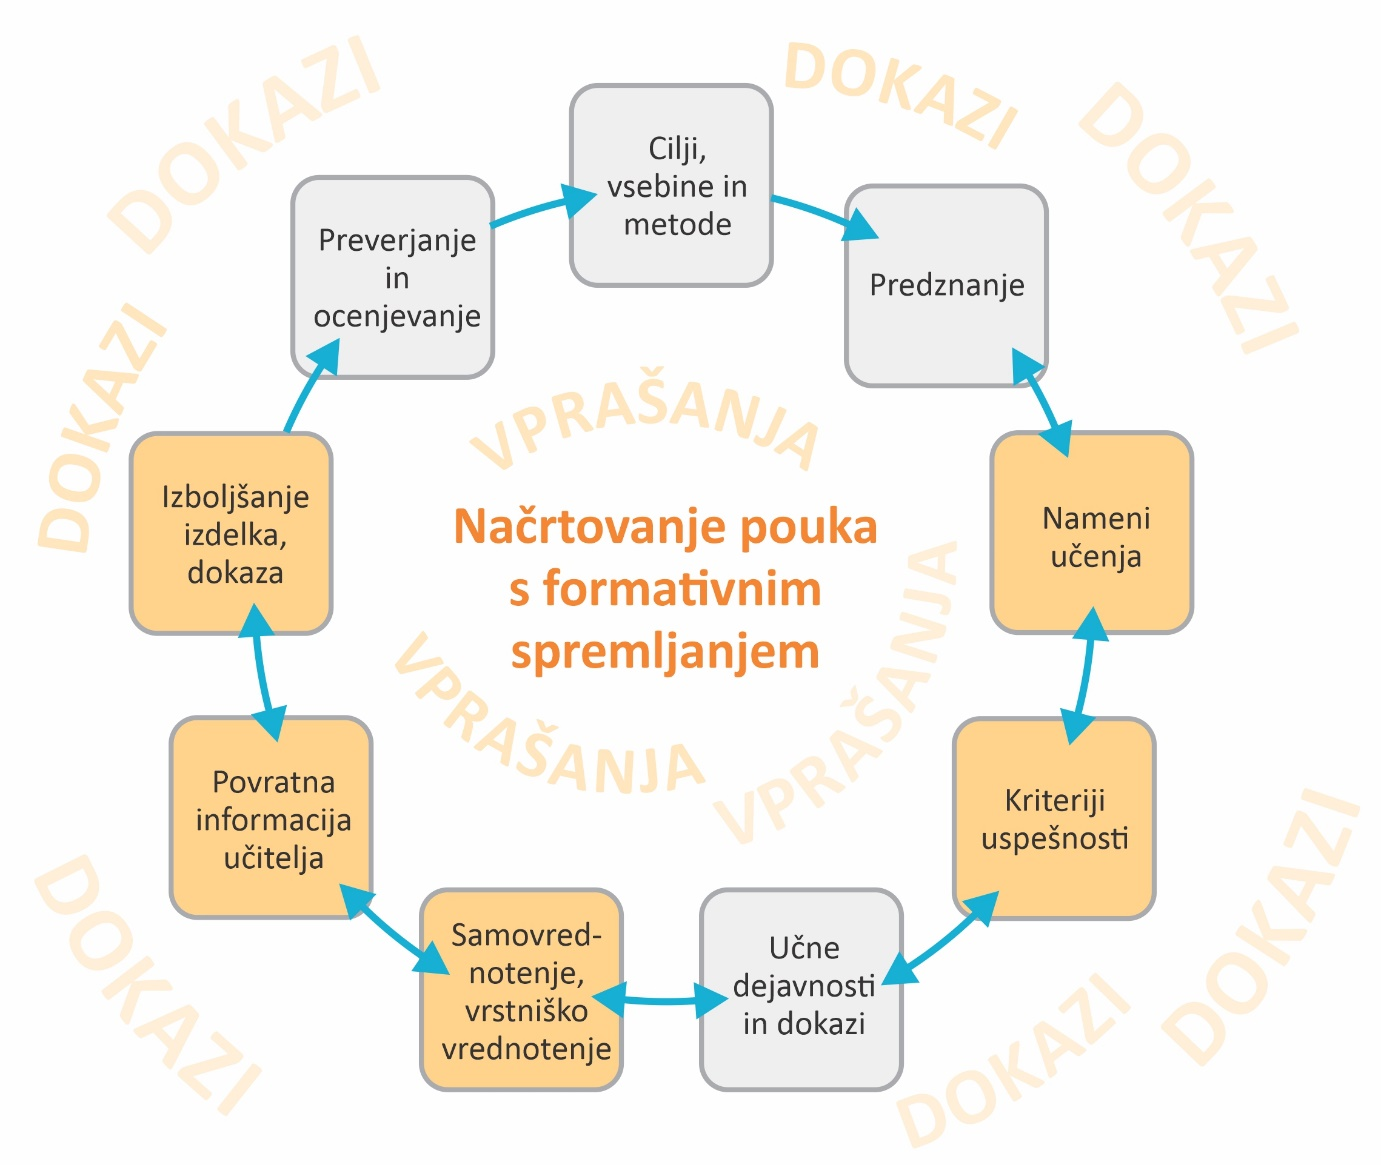 DOKAZI
DOKAZI
DOKAZI
DOKAZI
Cilji,
vsebine in
metode
Preverjanje
in
ocenjevanje
Predznanje
VPRAŠANJA
Izboljšanje
izdelka,
dokaza
Načrtovanje pouka
s formativnim
spremljanjem
Nameni
učenja
VPRAŠANJA
VPRAŠANJA
Povratna
informacija
učitelja
Kriteriji
uspešnosti
Samovred-
notenje,
vrstniško
vrednotenje
Učne
dejavnosti
in dokazi
DOKAZI
DOKAZI
DOKAZI